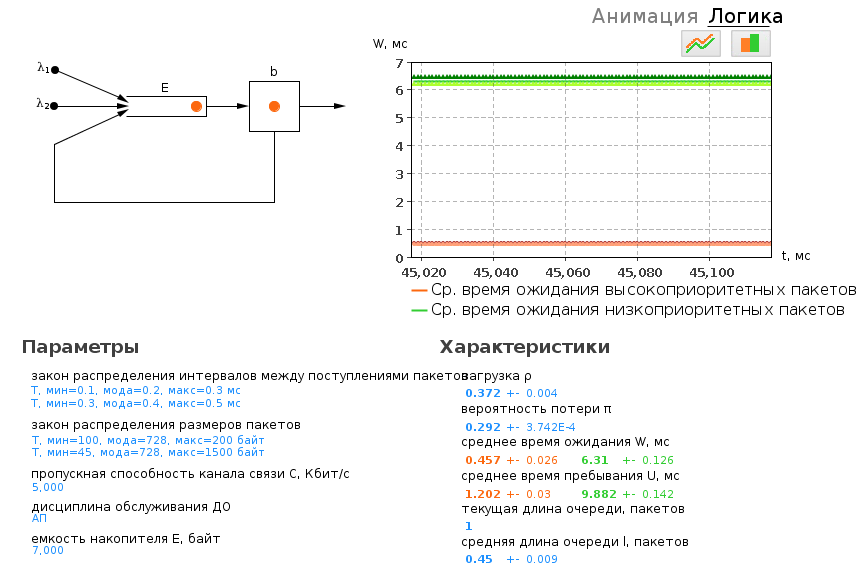 Анимация Логика
W, мс
λ₁
λ₂
E
b
7
6
5
4
3
2
1
0
45,020 45,040 45,060 45,080 45,100
t, мс
Ср. время ожидания высокоприоритетных пакетов
Ср. время ожидания низкоприоритетных пакетов
Параметры
закон распределения интервалов между поступлениями пакетов
T, мин=0.1, мода=0.2, макс=0.3 мс
T, мин=0.3, мода=0.4, макс=0.5 мс
закон распределения размеров пакетов
T, мин=100, мода=728, макс=200 байт
T, мин=45, мода=728, макс=1500 байт
пропускная способность канала связи C, Кбит/с
5,000
дисциплина обслуживания ДО
АП
емкость накопителя E, байт
7,000
Характеристики
загрузка ρ
0.372 +- 0.004
вероятность потери π
0.292 +- 3.742E-4
среднее время ожидания W, мс
0.457 +- 0.026 6.31 +- 0.126
среднее время пребывания U, мс
1.202 +- 0.03 9.882 +- 0.142
текущая длина очереди, пакетов
1
средняя длина очереди l, пакетов
0.45 +- 0.009